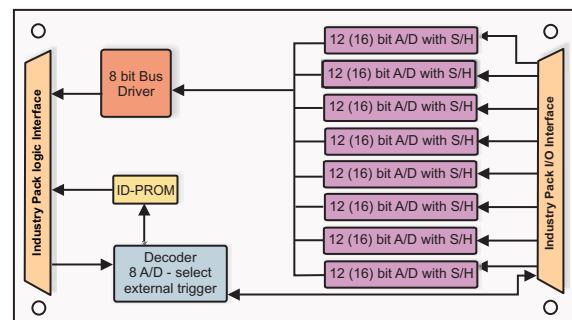 Industry Pack logic Interface
8 bit Bus
Driver
ID-PROM
Decoder
8 A/D - select
external trigger
12 (16) bit A/D with S/H
12 (16) bit A/D with S/H
12 (16) bit A/D with S/H
12 (16) bit A/D with S/H
12 (16) bit A/D with S/H
12 (16) bit A/D with S/H
12 (16) bit A/D with S/H
12 (16) bit A/D with S/H
Industry Pack I/O Interface